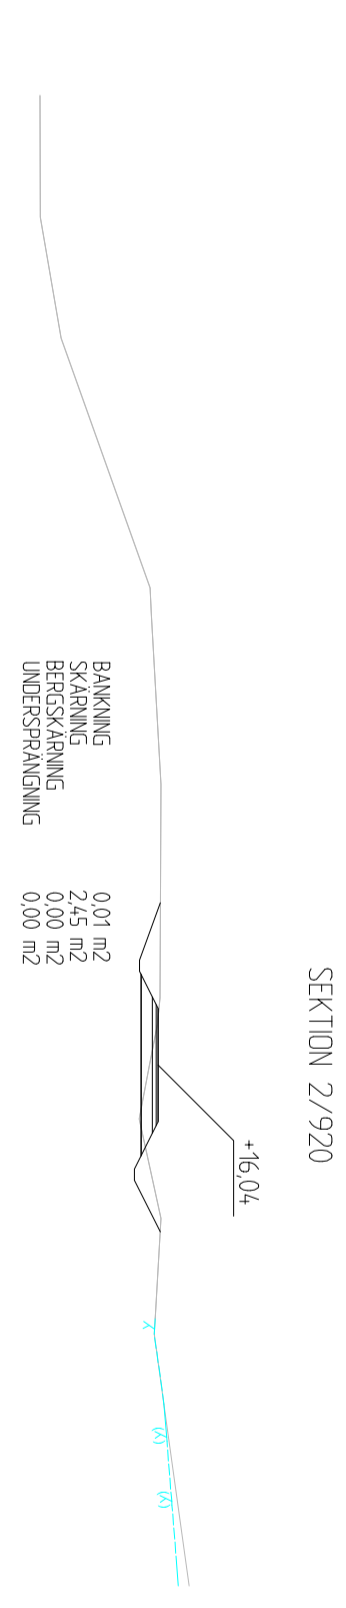 SEKTION 2/920
+16,04
BANKNING 0,01 m2
SKÄRNING 2,45 m2
BERGSKÄRNING 0,00 m2
UNDERSPRÄNGNING 0,00 m2